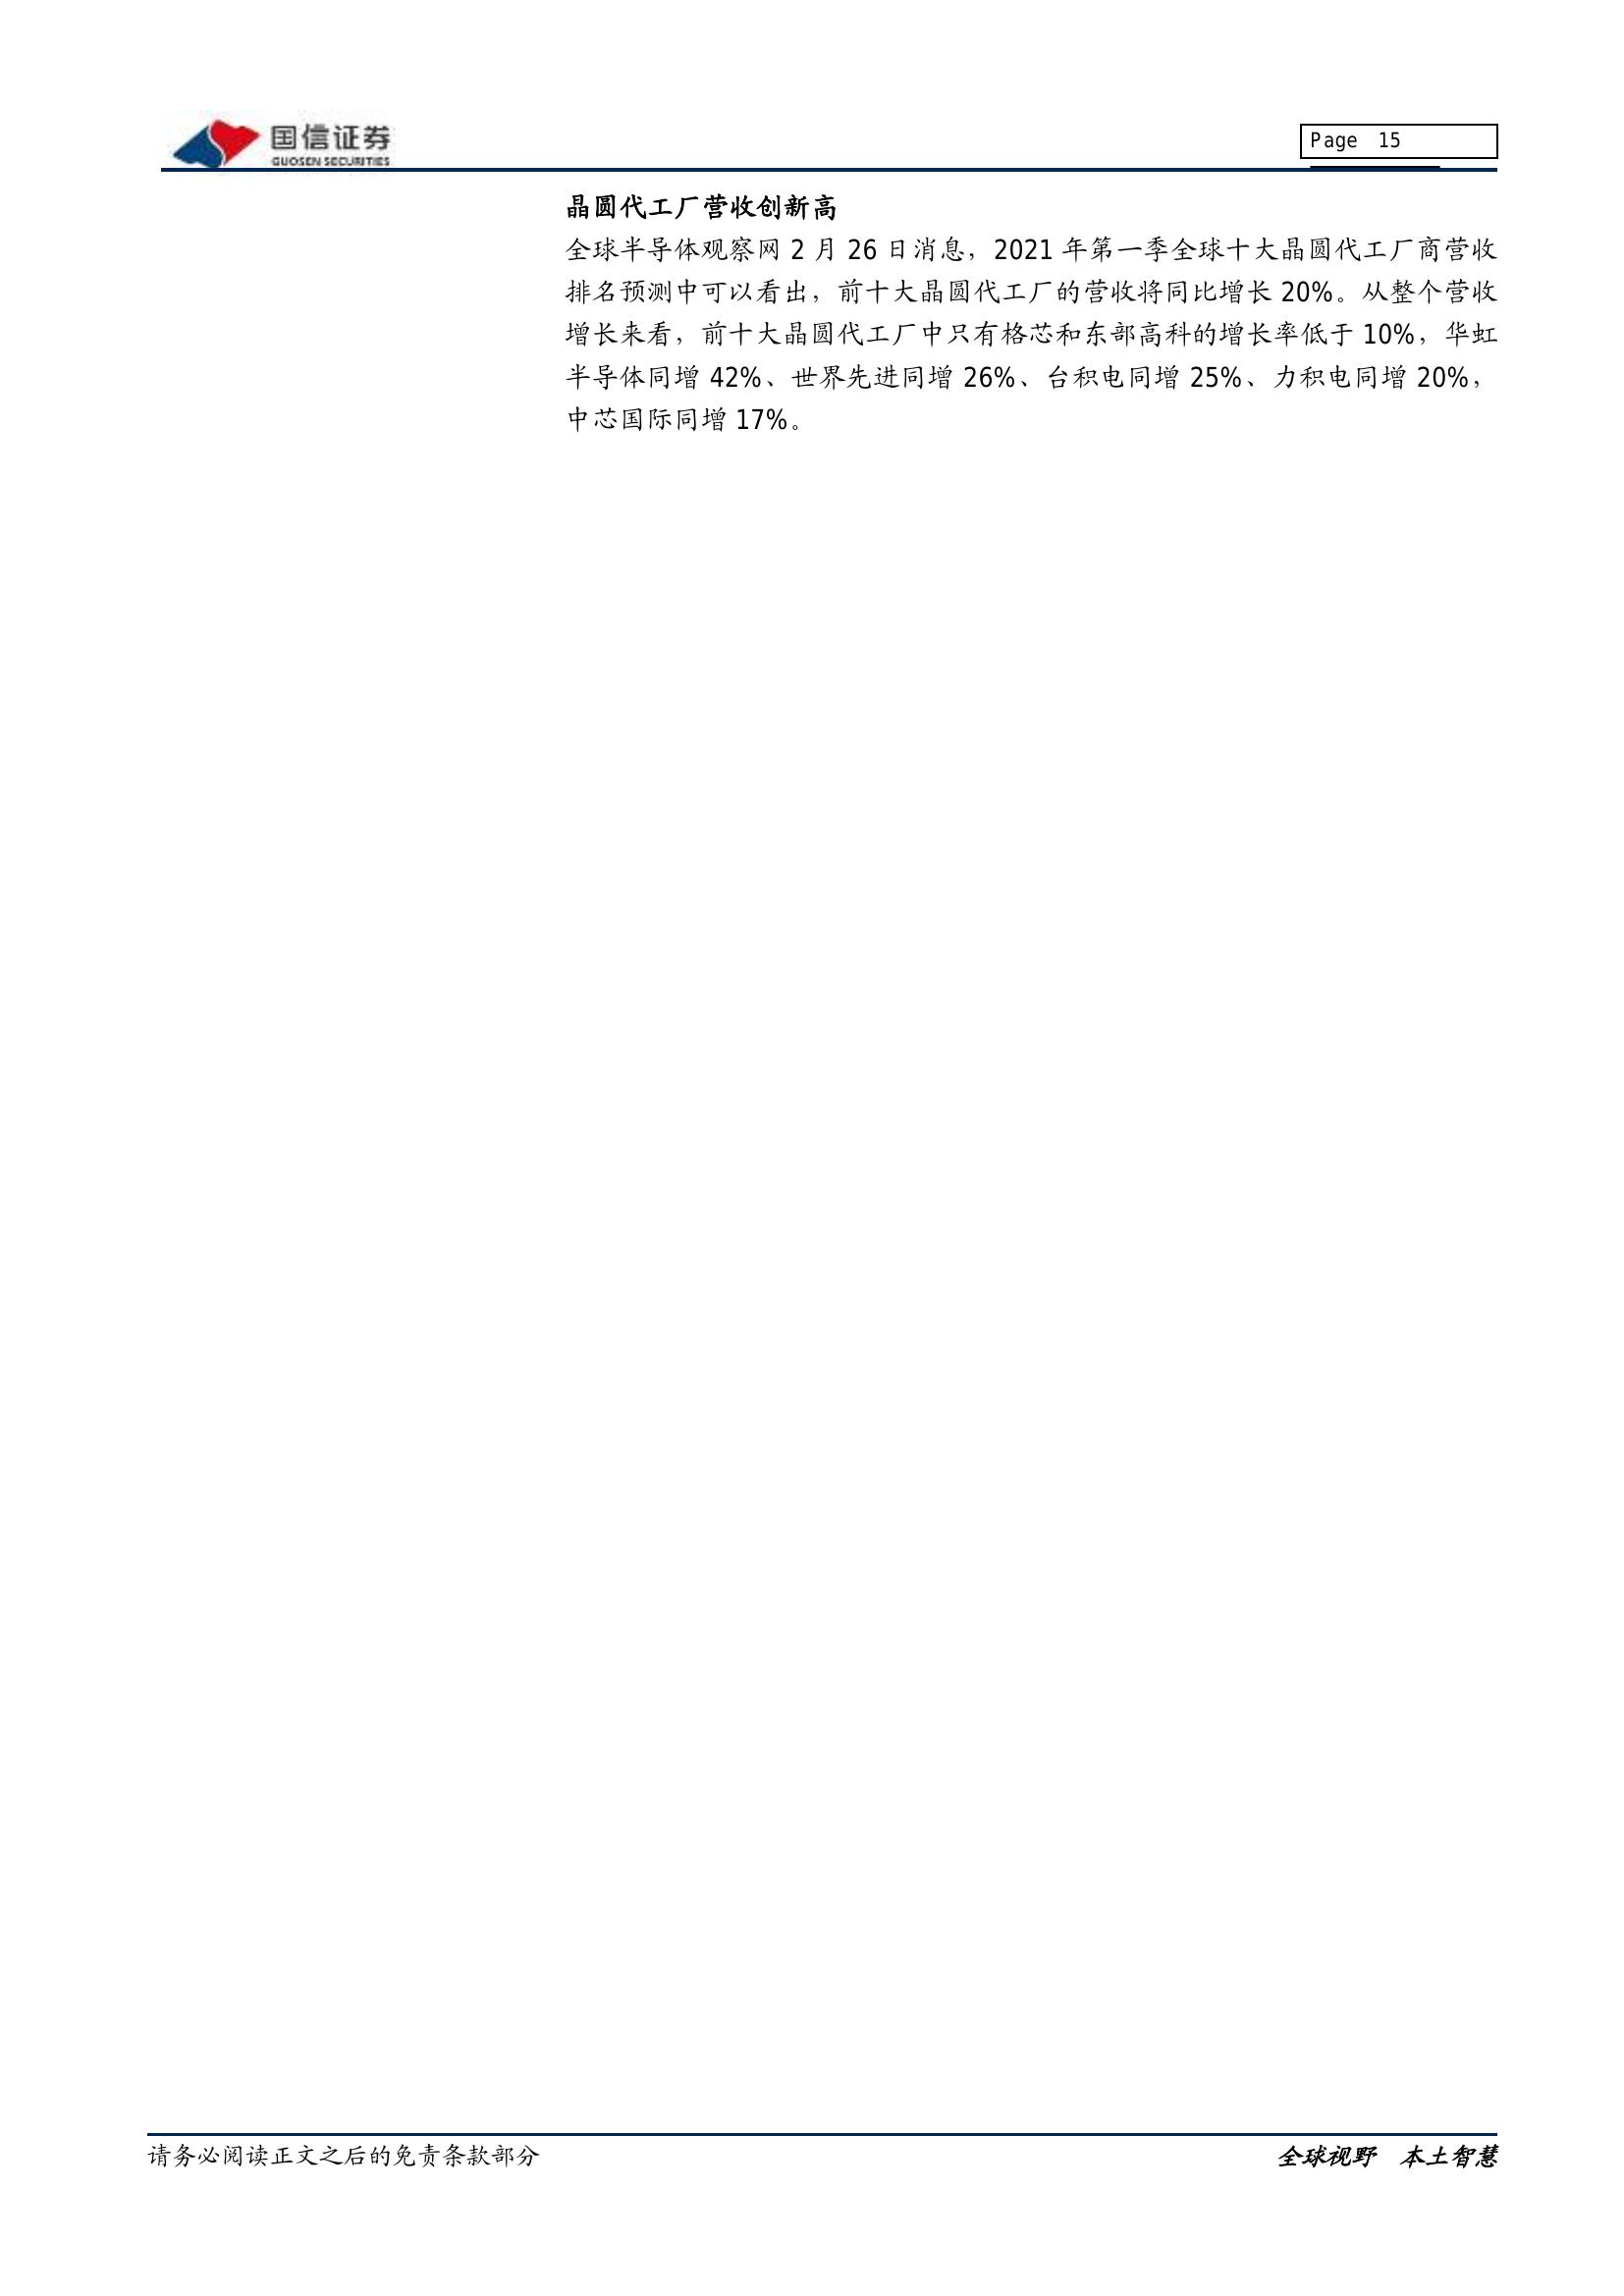 国信证券
GUOSEN SECURITIES
Page 15
晶圆代工厂营收创新高
全球半导体观察网 2 月 26 日消息，2021 年第一季全球十大晶圆代工厂商营收
排名预测中可以看出，前十大晶圆代工厂的营收将同比增长 20%。从整个营收
增长来看，前十大晶圆代工厂中只有格芯和东部高科的增长率低于 10%，华虹
半导体同增 42%、世界先进同增 26%、台积电同增 25%、力积电同增 20%，
中芯国际同增 17%。
请务必阅读正文之后的免责条款部分
全球视野 本土智慧